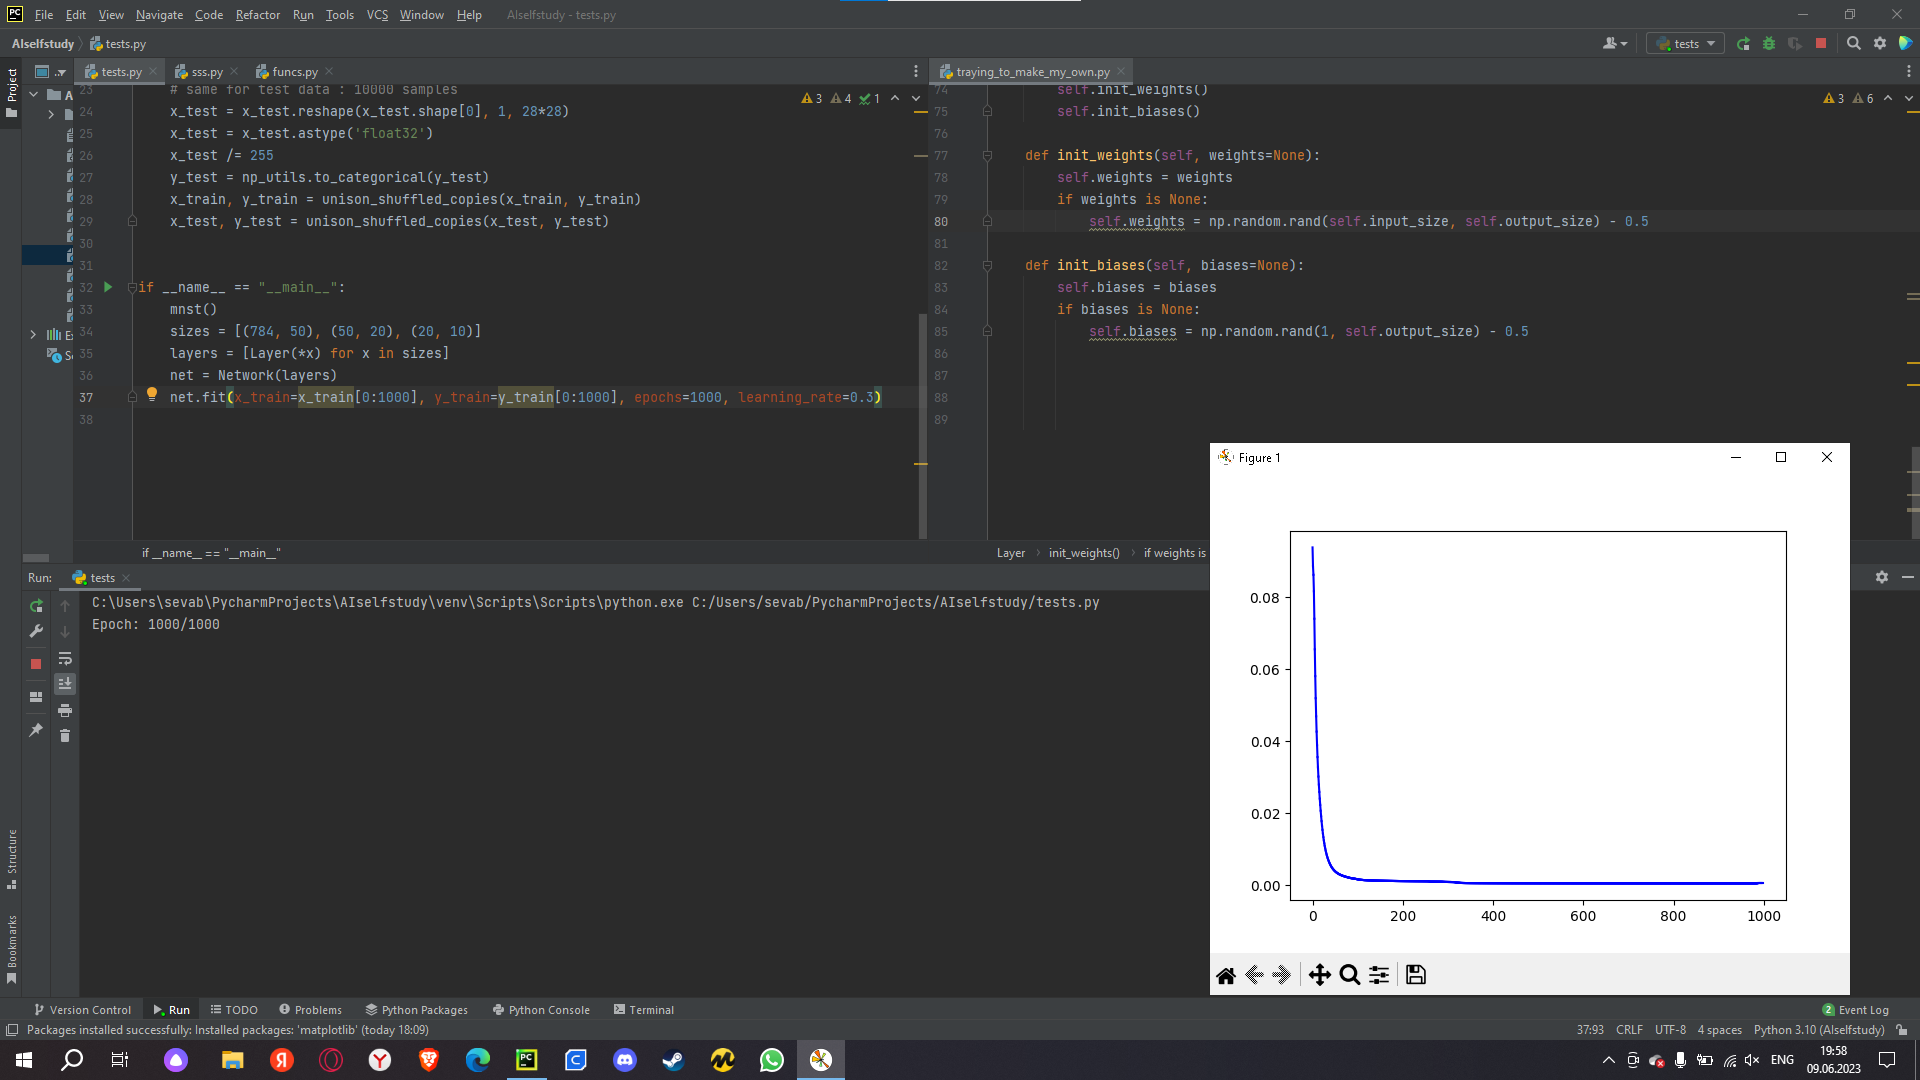 File Edit View Navigate Code Refactor Run Tools VCS Window Help AIselfstudy - tests.py
AIselfstudy tests.py tests
Project
tests.py sss.py funcs.py
23 # same for test data : 10000 samples
24 x_test = x_test.reshape(x_test.shape[0], 1, 28*28)
25 x_test = x_test.astype('float32')
26 x_test /= 255
27 y_test = np_utils.to_categorical(y_test)
28 x_train, y_train = unison_shuffled_copies(x_train, y_train)
29 x_test, y_test = unison_shuffled_copies(x_test, y_test)
30
31
32 if __name__ == "__main__":
33 mnst()
34 sizes = [(784, 50), (50, 20), (20, 10)]
35 layers = [Layer(*x) for x in sizes]
36 net = Network(layers)
37 net.fit(x_train=x_train[0:1000], y_train=y_train[0:1000], epochs=1000, learning_rate=0.3)
38
3 4 1
A
Ex
Sc
if __name__ == "__main__"
traying_to_make_my_own.py
74 self.init_weights()
75 self.init_biases()
76
77 def init_weights(self, weights=None):
78 self.weights = weights
79 if weights is None:
80 self.weights = np.random.rand(self.input_size, self.output_size) - 0.5
81
82 def init_biases(self, biases=None):
83 self.biases = biases
84 if biases is None:
85 self.biases = np.random.rand(1, self.output_size) - 0.5
86
87
88
89
3 6
Layer init_weights() if weights is
Figure 1
0.08
0.06
0.04
0.02
0.00
0 200 400 600 800 1000
Run: tests
C:\Users\sevab\PycharmProjects\AIselfstudy\venv\Scripts\Scripts\python.exe C:/Users/sevab/PycharmProjects/AIselfstudy/tests.py
Epoch: 1000/1000
Structure
Bookmarks
Version Control Run TODO Problems Python Packages Python Console Terminal 2 Event Log
Packages installed successfully: Installed packages: 'matplotlib' (today 18:09) 37:93 CRLF UTF-8 4 spaces Python 3.10 (AIselfstudy)
ENG 19:58
09.06.2023